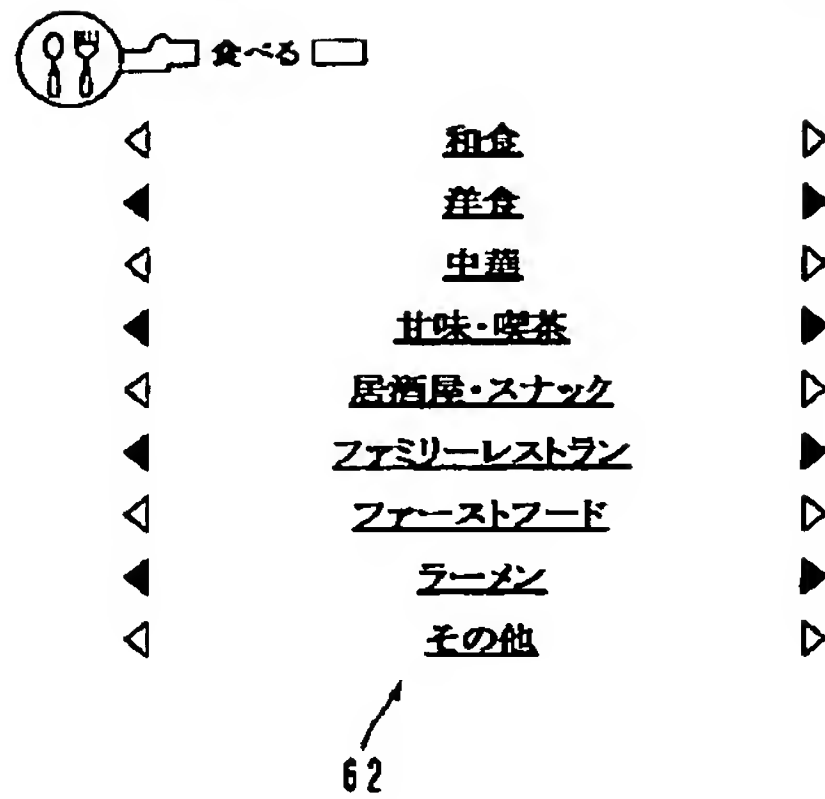 食べる
和食
洋食
中華
甘味・喫茶
居酒屋・スナック
ファミリーレストラン
ファーストフード
ラーメン
その他
62